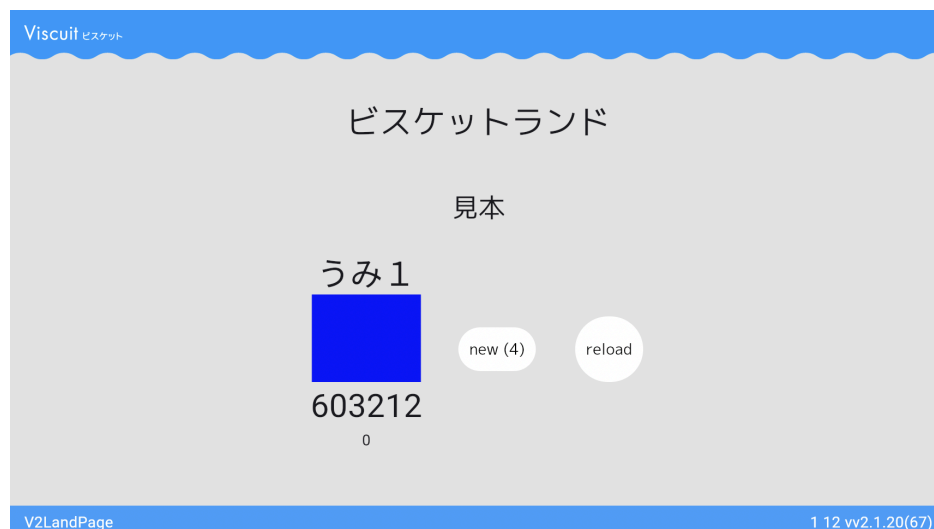 Viscuit ビスケット
ビスケットランド
見本
うみ１
new (4)
reload
603212
0
V2LandPage
1 12 vv2.1.20(67)